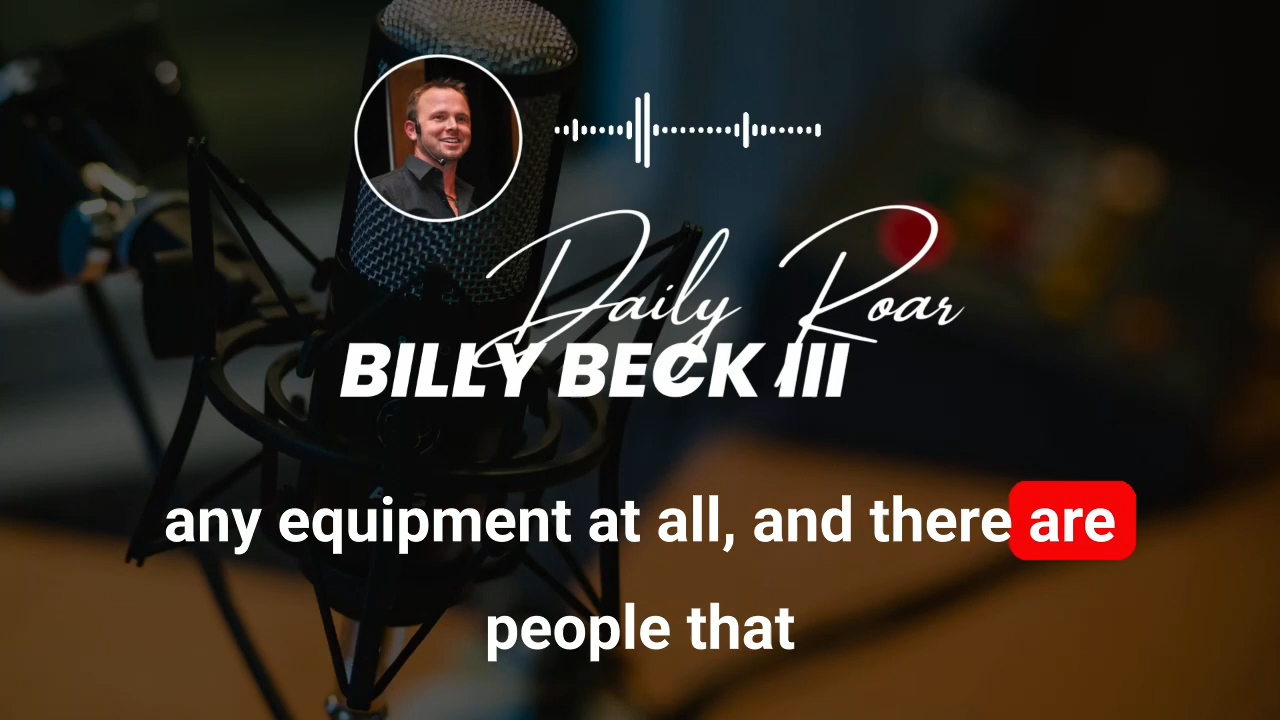 Daily Roar
BILLY BECK III
any equipment at all, and there are
people that